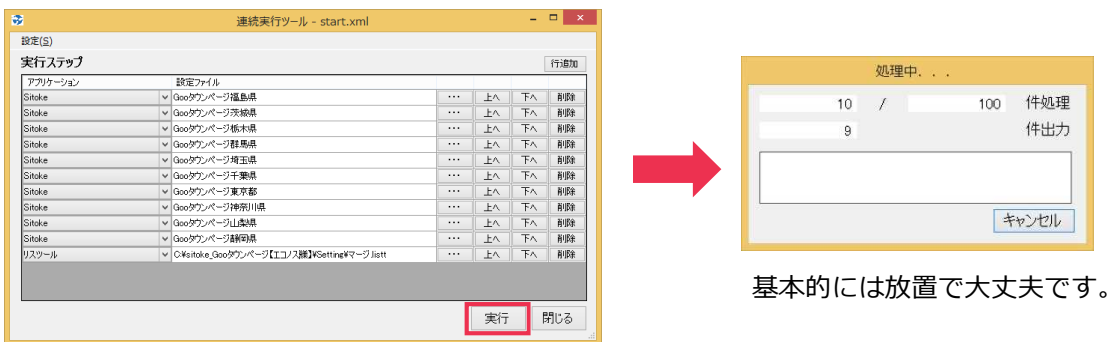 連続実行ツール - start.xml
設定(S)
実行ステップ 行追加
アプリケーション 設定ファイル
Sitoke Gooタウンページ福島県 ... 上へ 下へ 削除
Sitoke Gooタウンページ茨城県 ... 上へ 下へ 削除
Sitoke Gooタウンページ栃木県 ... 上へ 下へ 削除
Sitoke Gooタウンページ群馬県 ... 上へ 下へ 削除
Sitoke Gooタウンページ埼玉県 ... 上へ 下へ 削除
Sitoke Gooタウンページ千葉県 ... 上へ 下へ 削除
Sitoke Gooタウンページ東京都 ... 上へ 下へ 削除
Sitoke Gooタウンページ神奈川県 ... 上へ 下へ 削除
Sitoke Gooタウンページ山梨県 ... 上へ 下へ 削除
Sitoke Gooタウンページ静岡県 ... 上へ 下へ 削除
リスツール C:¥sitoke_Gooタウンページ【エコノス様】¥Setting¥マージ.listt ... 上へ 下へ 削除
実行 閉じる
処理中. . .
10 / 100 件処理
9 件出力
キャンセル
基本的には放置で大丈夫です。